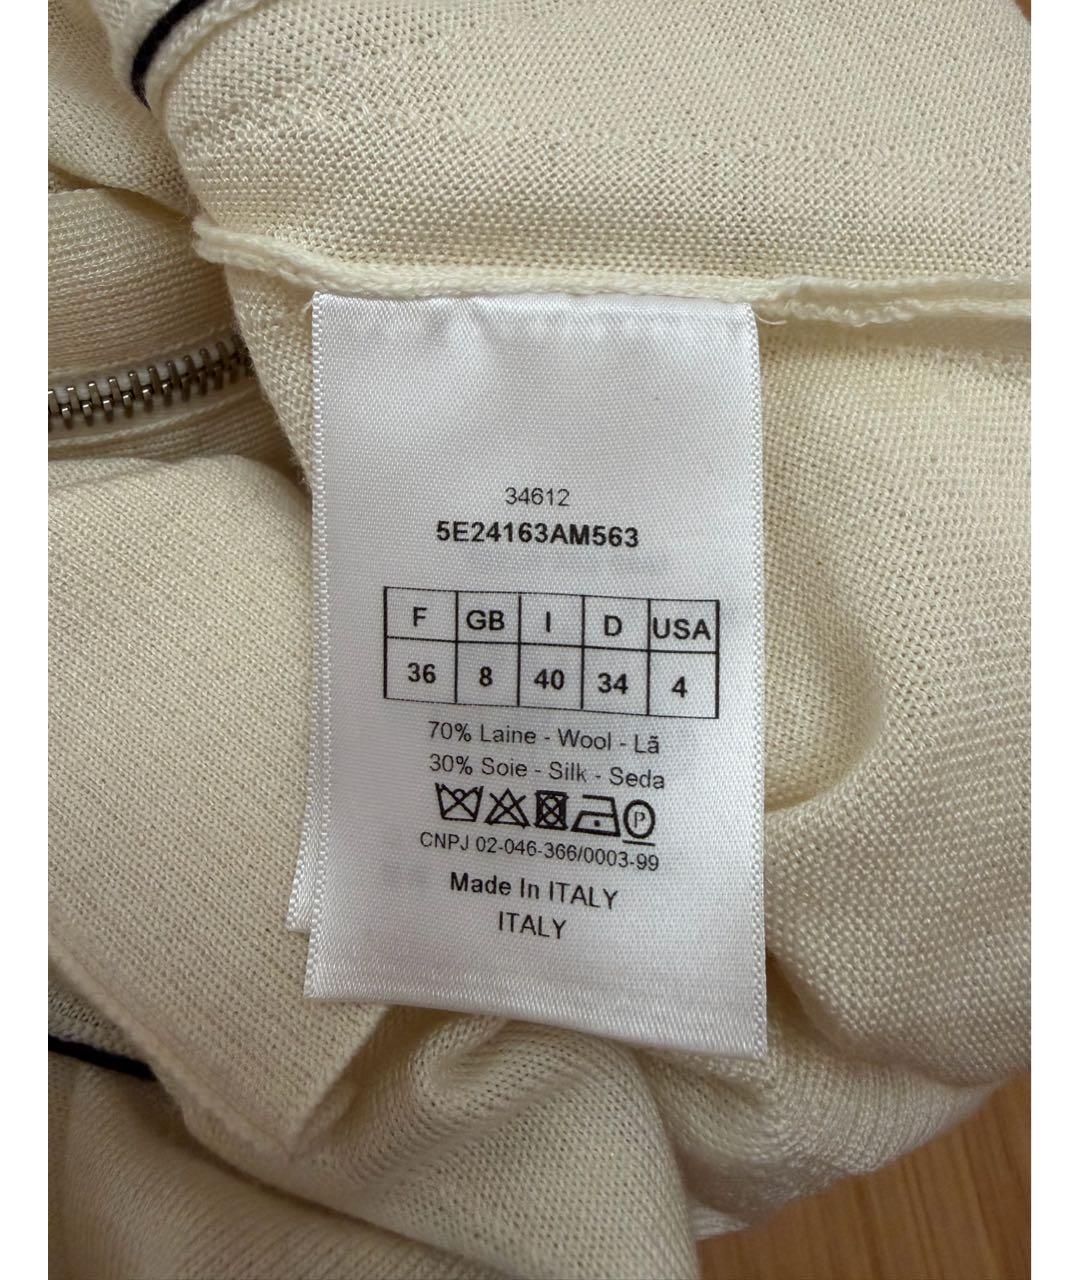 34612
5E24163AM563
F GB I D USA
36 8 40 34 4
70% Laine - Wool - Lã
30% Soie - Silk - Seda
P
CNPJ 02-046-366/0003-99
Made In ITALY
ITALY